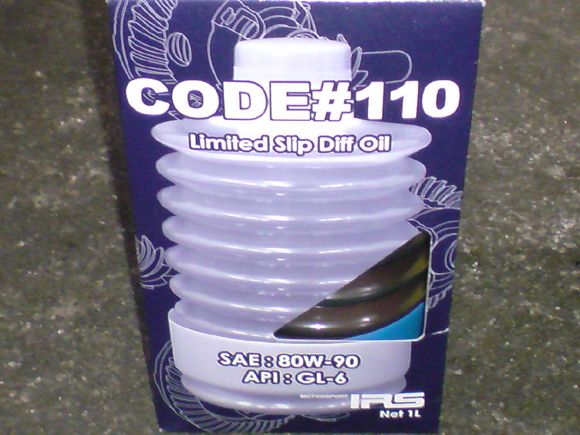 CODE#110
Limited Slip Diff Oil
SAE : 80W-90
API : GL-6
MOTORSPORT IRS
Net 1L